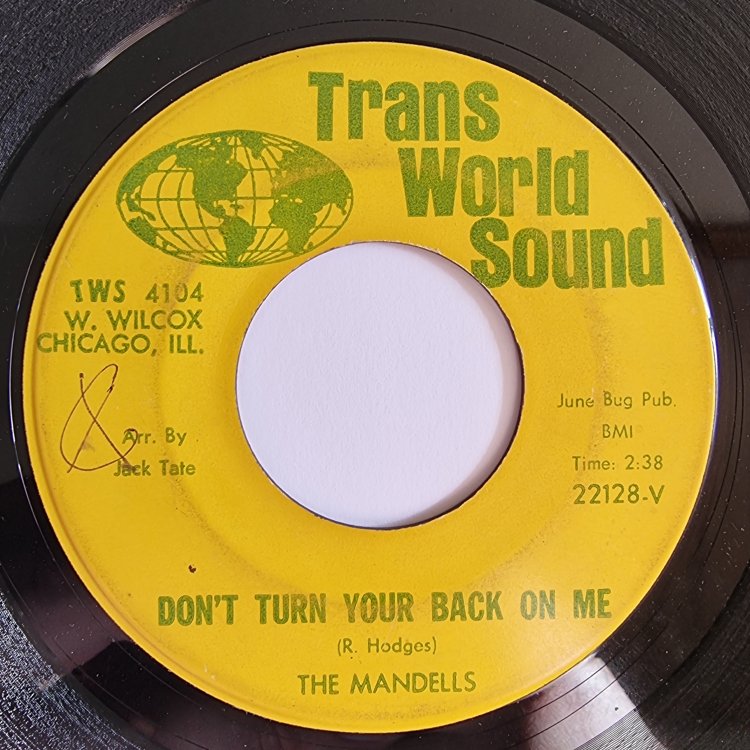 Trans
World
Sound
TWS 4104
W. WILCOX
CHICAGO, ILL.
Arr. By
Jack Tate
June Bug Pub.
BMI
Time: 2:38
22128-V
DON'T TURN YOUR BACK ON ME
(R. Hodges)
THE MANDELLS